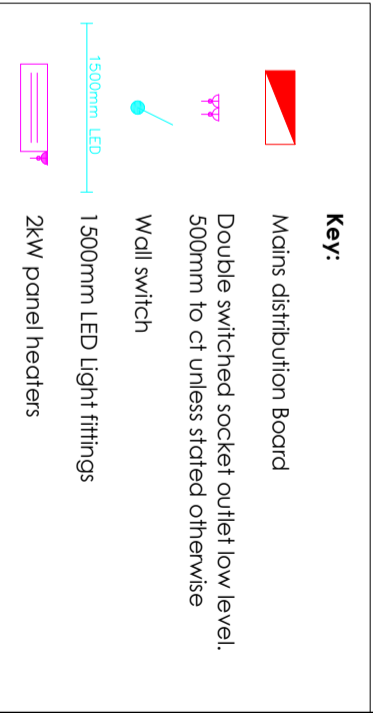 Key:
Mains distribution Board
Double switched socket outlet low level.
500mm to ct unless stated otherwise
Wall switch
1500mm LED
1500mm LED Light fittings
2kW panel heaters